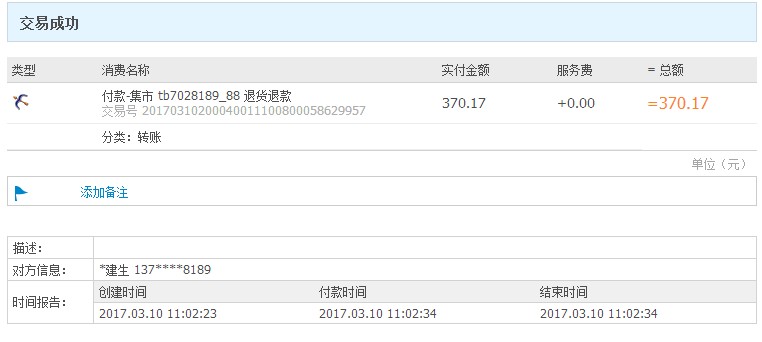 交易成功
类型 消费名称 实付金额 服务费 = 总额
付款-集市 tb7028189_88 退货退款 370.17 +0.00 =370.17
交易号 20170310200040011100800058629957
分类：转账
单位（元）
添加备注
描述：
对方信息： *建生 137****8189
时间报告： 创建时间 付款时间 结束时间
2017.03.10 11:02:23 2017.03.10 11:02:34 2017.03.10 11:02:34